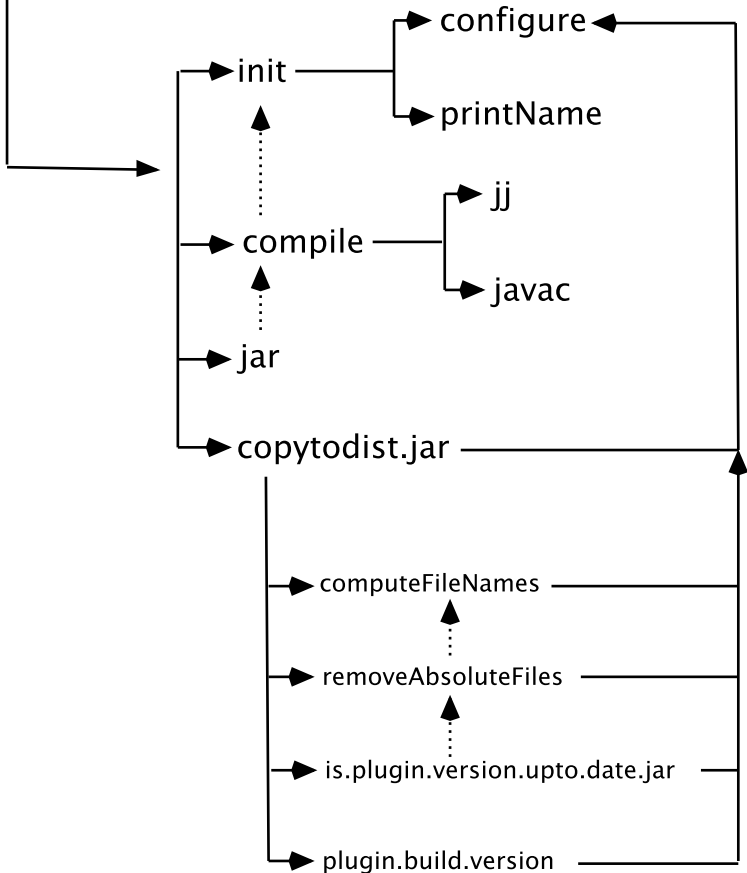 configure
init
printName
jj
compile
javac
jar
copytodist.jar
computeFileNames
removeAbsoluteFiles
is.plugin.version.upto.date.jar
plugin.build.version